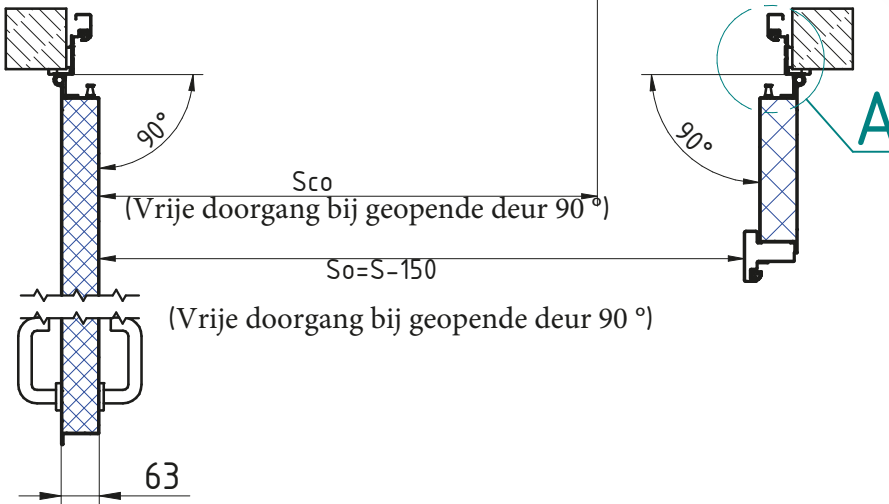 90°
90°
A
Sco
(Vrije doorgang bij geopende deur 90 °)
So=S-150
(Vrije doorgang bij geopende deur 90 °)
63